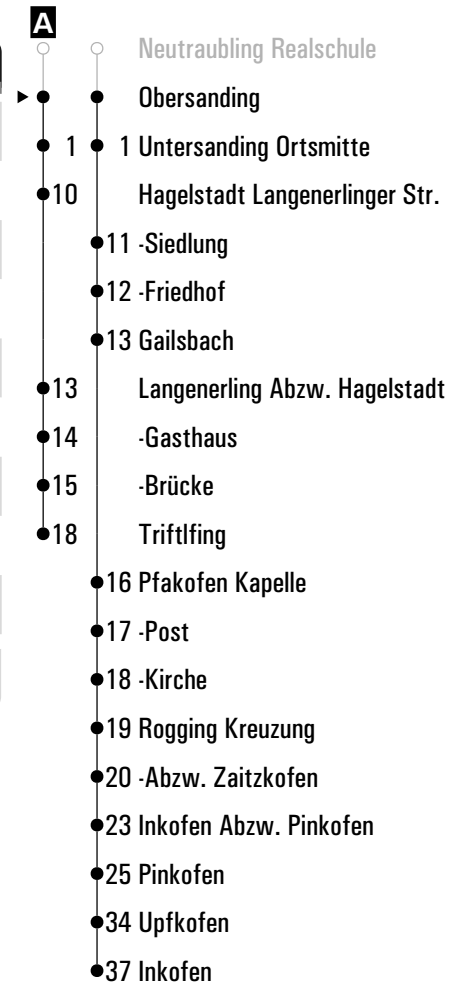 A
Neutraubling Realschule
Obersanding
1 1 Untersanding Ortsmitte
10 Hagelstadt Langenerlinger Str.
11 -Siedlung
12 -Friedhof
13 Gailsbach
13 Langenerling Abzw. Hagelstadt
14 -Gasthaus
15 -Brücke
18 Triftlfing
16 Pfakofen Kapelle
17 -Post
18 -Kirche
19 Rogging Kreuzung
20 -Abzw. Zaitzkofen
23 Inkofen Abzw. Pinkofen
25 Pinkofen
34 Upfkofen
37 Inkofen